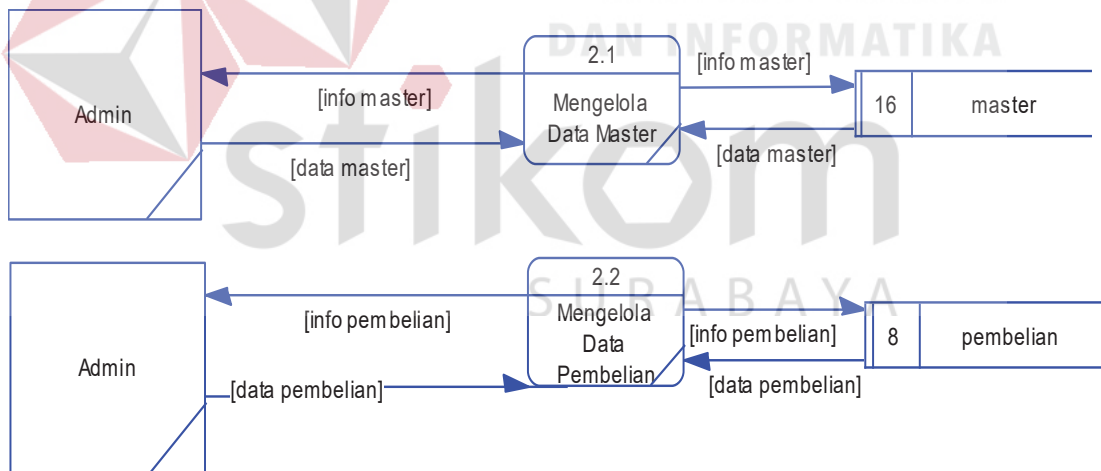 DAN INFORMATIKA
2.1
[info master]
[info master]
Admin
Mengelola
Data Master
16
master
[data master]
[data master]
stikom
SURABAYA
2.2
[info pembelian]
Mengelola
Data
Pembelian
[info pembelian]
8
pembelian
Admin
[data pembelian]
[data pembelian]